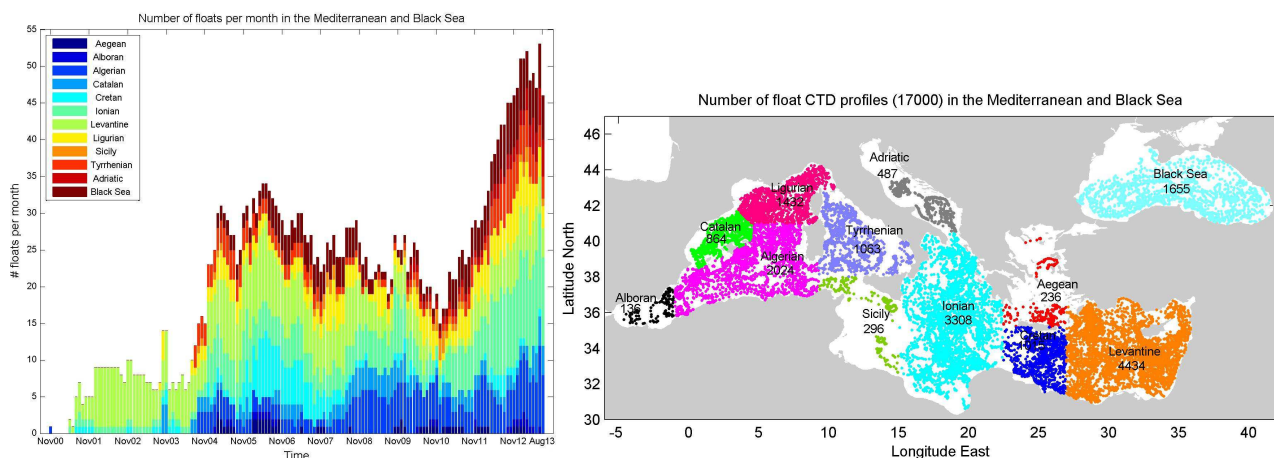 Number of floats per month in the Mediterranean and Black Sea
# floats per month
55
50
45
40
35
30
25
20
15
10
5
0
Aegean
Alboran
Algerian
Catalan
Cretan
Ionian
Levantine
Ligurian
Sicily
Tyrrhenian
Adriatic
Black Sea
Nov00 Nov01 Nov02 Nov03 Nov04 Nov05 Nov06 Nov07 Nov08 Nov09 Nov10 Nov11 Nov12 Aug13
Time
Number of float CTD profiles (17000) in the Mediterranean and Black Sea
Latitude North
46
44
42
40
38
36
34
32
30
Adriatic
487
Black Sea
1655
Ligurian
1432
Catalan
864
Tyrrhenian
1063
Algerian
2024
Alboran
136
Aegean
236
Sicily
296
Ionian
3308
Levantine
4434
-5 0 5 10 15 20 25 30 35 40
Longitude East